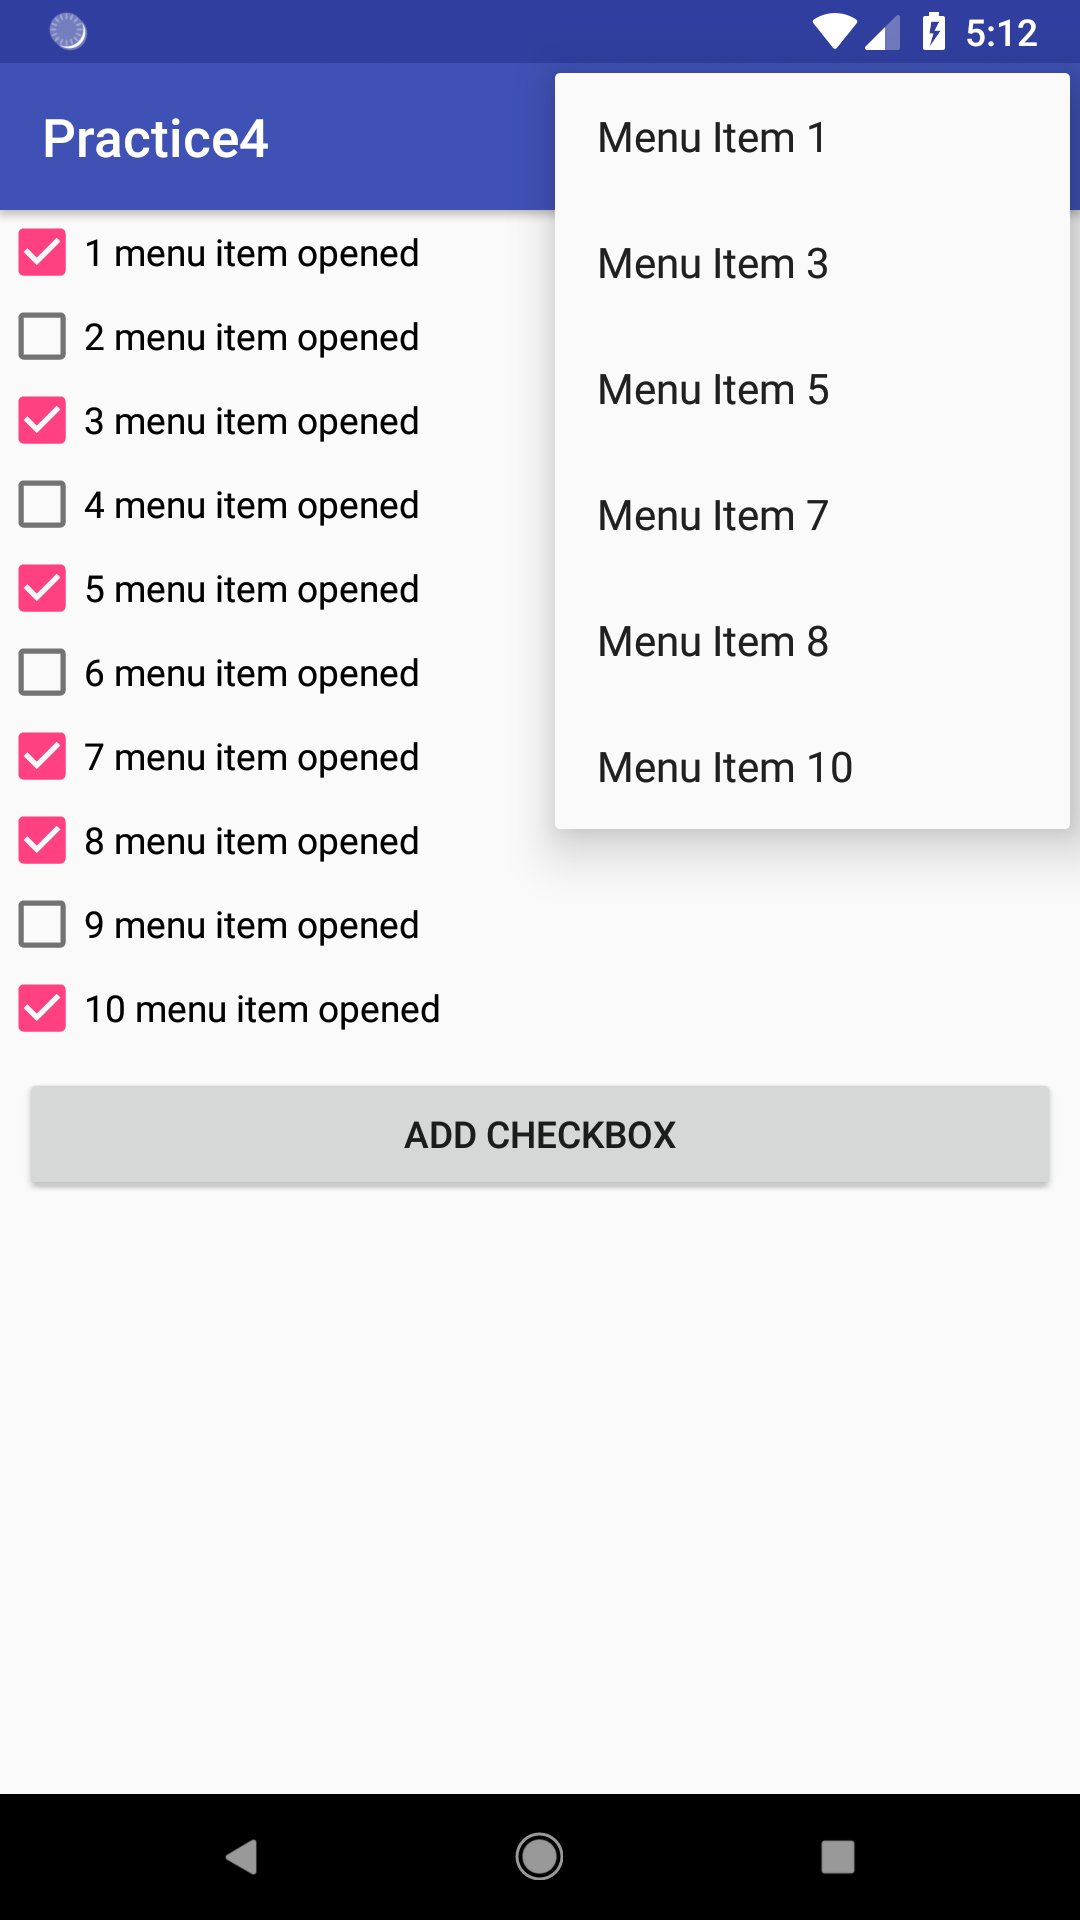 5:12
Practice4
Menu Item 1
Menu Item 3
Menu Item 5
Menu Item 7
Menu Item 8
Menu Item 10
1 menu item opened
2 menu item opened
3 menu item opened
4 menu item opened
5 menu item opened
6 menu item opened
7 menu item opened
8 menu item opened
9 menu item opened
10 menu item opened
ADD CHECKBOX